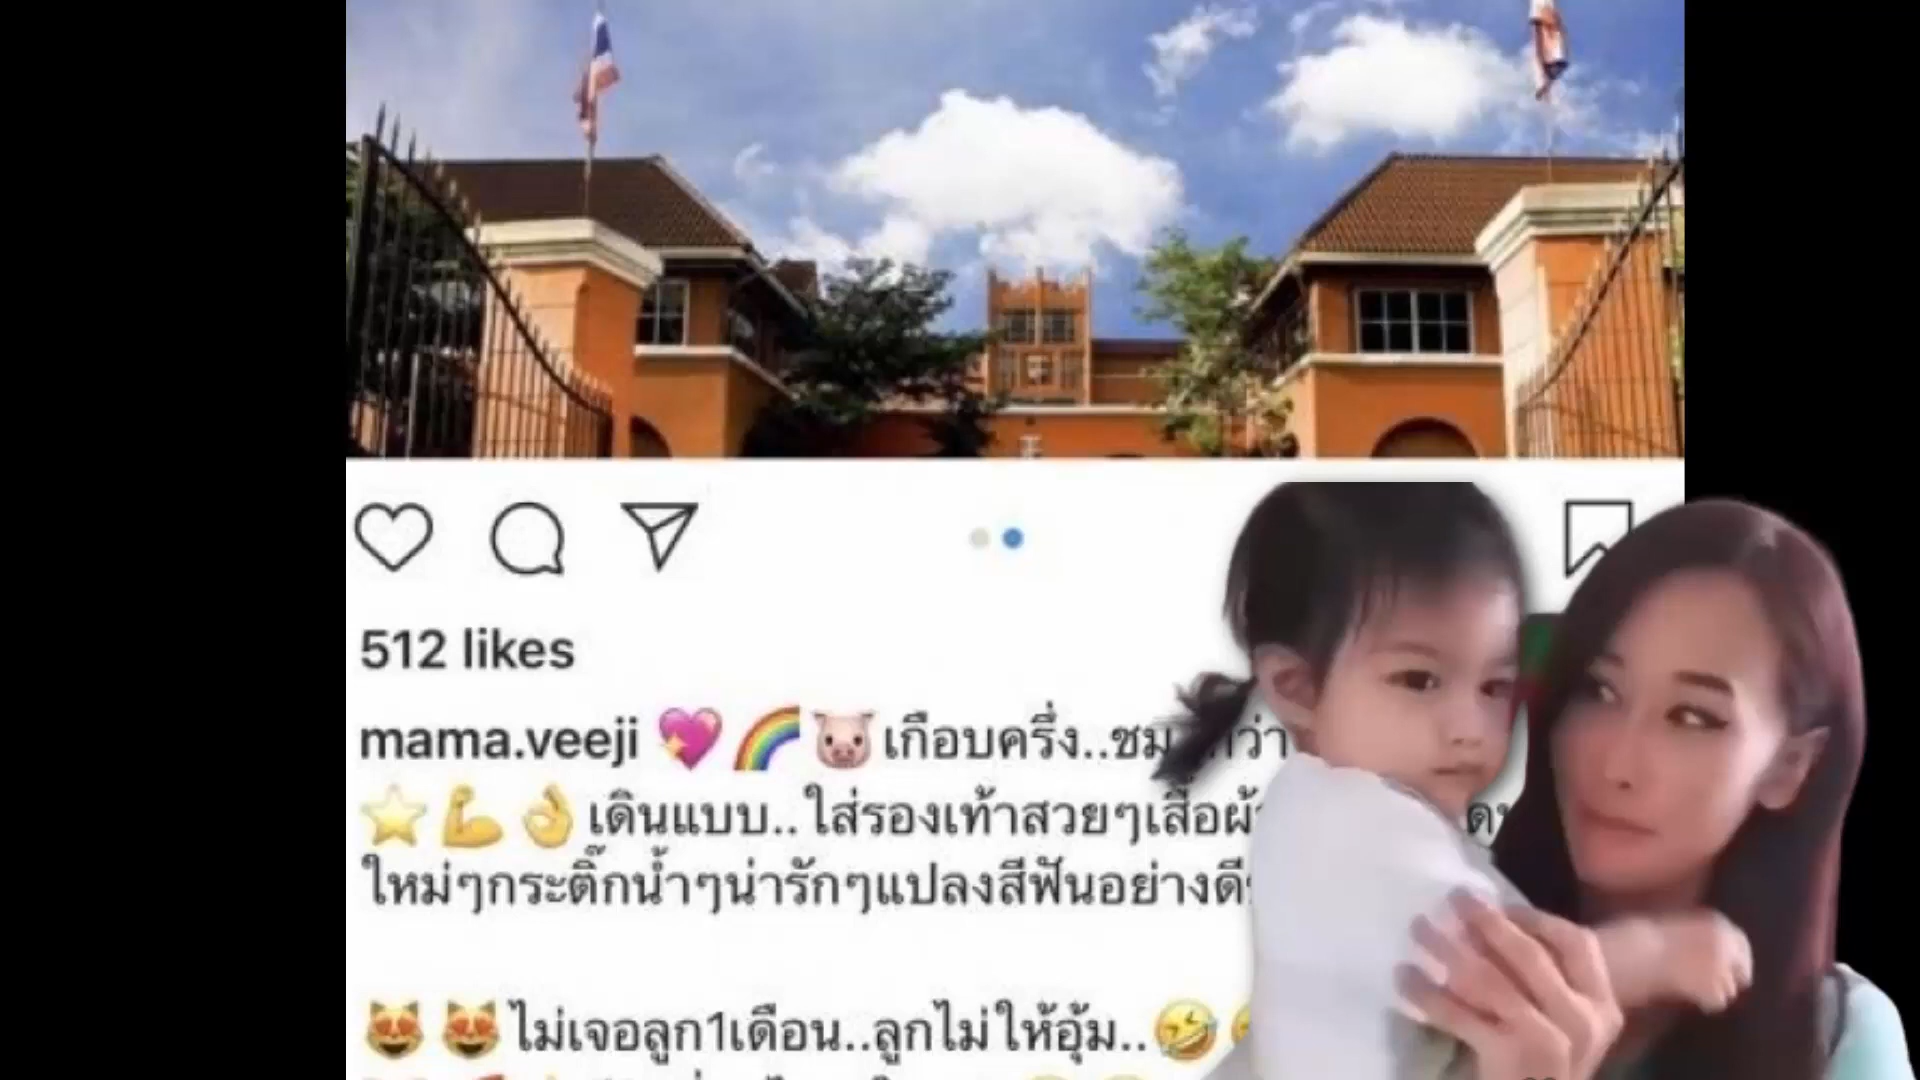 512 likes
mama.veeji 💖🌈🐷เกือบครึ่ง..ชม
⭐💪👌เดินแบบ..ใส่รองเท้าสวยๆเสื้อผ้า
ใหม่ๆกระติ๊กน้ำๆน่ารักๆแปลงสีฟันอย่างดี
😻😻ไม่เจอลูก1เดือน..ลูกไม่ให้อุ้ม..🤣